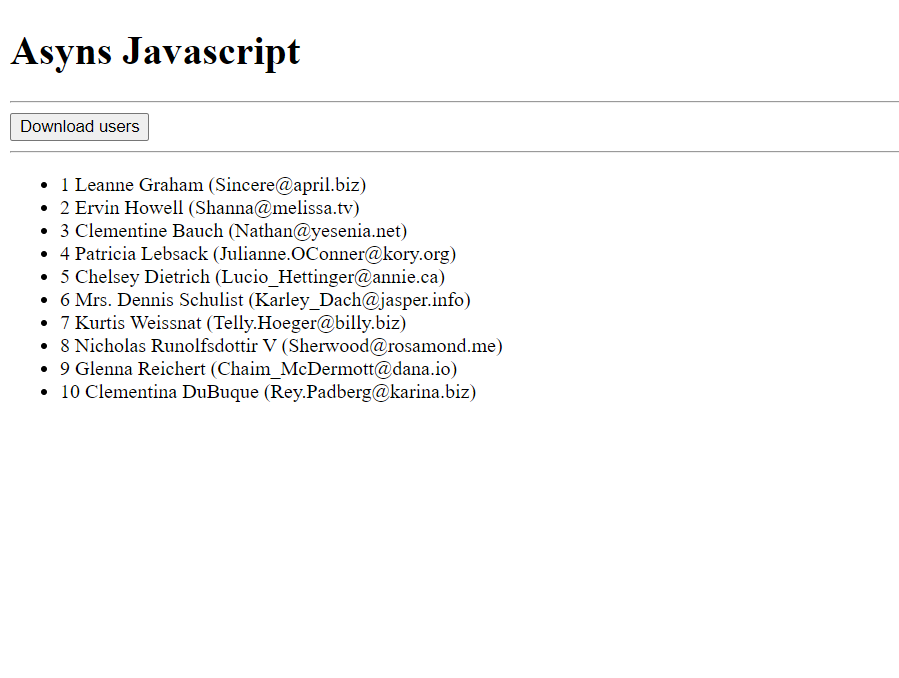 Asyns Javascript
Download users
1 Leanne Graham (Sincere@april.biz)
2 Ervin Howell (Shanna@melissa.tv)
3 Clementine Bauch (Nathan@yesenia.net)
4 Patricia Lebsack (Julianne.OConner@kory.org)
5 Chelsey Dietrich (Lucio_Hettinger@annie.ca)
6 Mrs. Dennis Schulist (Karley_Dach@jasper.info)
7 Kurtis Weissnat (Telly.Hoeger@billy.biz)
8 Nicholas Runolfsdottir V (Sherwood@rosamond.me)
9 Glenna Reichert (Chaim_McDermott@dana.io)
10 Clementina DuBuque (Rey.Padberg@karina.biz)